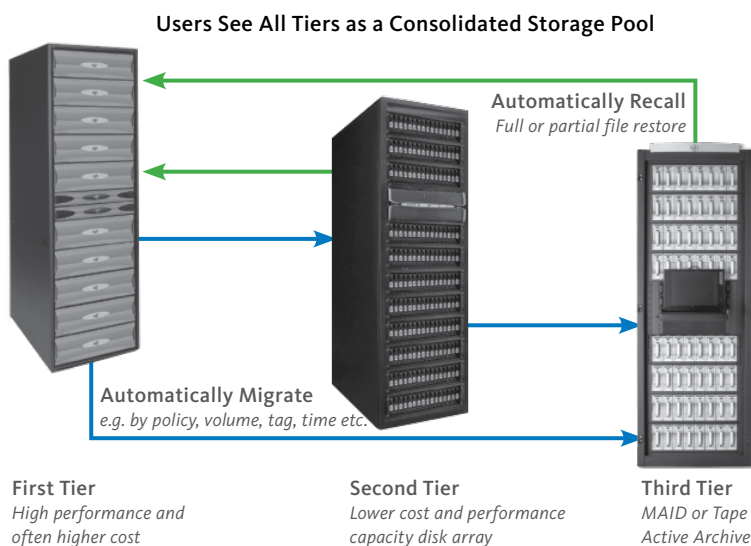 Users See All Tiers as a Consolidated Storage Pool
Automatically Recall
Full or partial file restore
Automatically Migrate
e.g. by policy, volume, tag, time etc.
First Tier
High performance and
often higher cost
Second Tier
Lower cost and performance
capacity disk array
Third Tier
MAID or Tape
Active Archive